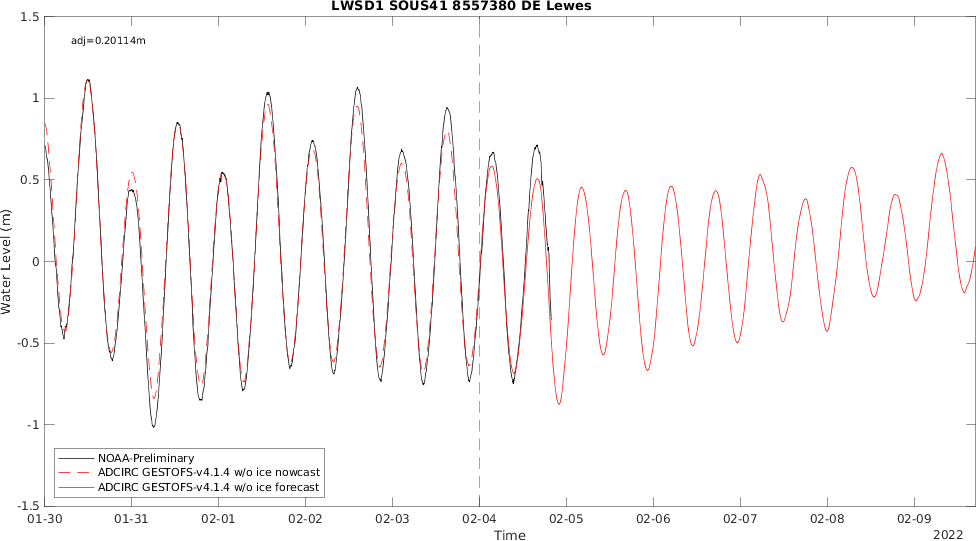 LWSD1 SOUS41 8557380 DE Lewes
adj=0.20114m
1.5
1
0.5
0
-0.5
-1
-1.5
Water Level (m)
NOAA-Preliminary
ADCIRC GESTOFS-v4.1.4 w/o ice nowcast
ADCIRC GESTOFS-v4.1.4 w/o ice forecast
01-30 01-31 02-01 02-02 02-03 02-04 02-05 02-06 02-07 02-08 02-09
Time
2022